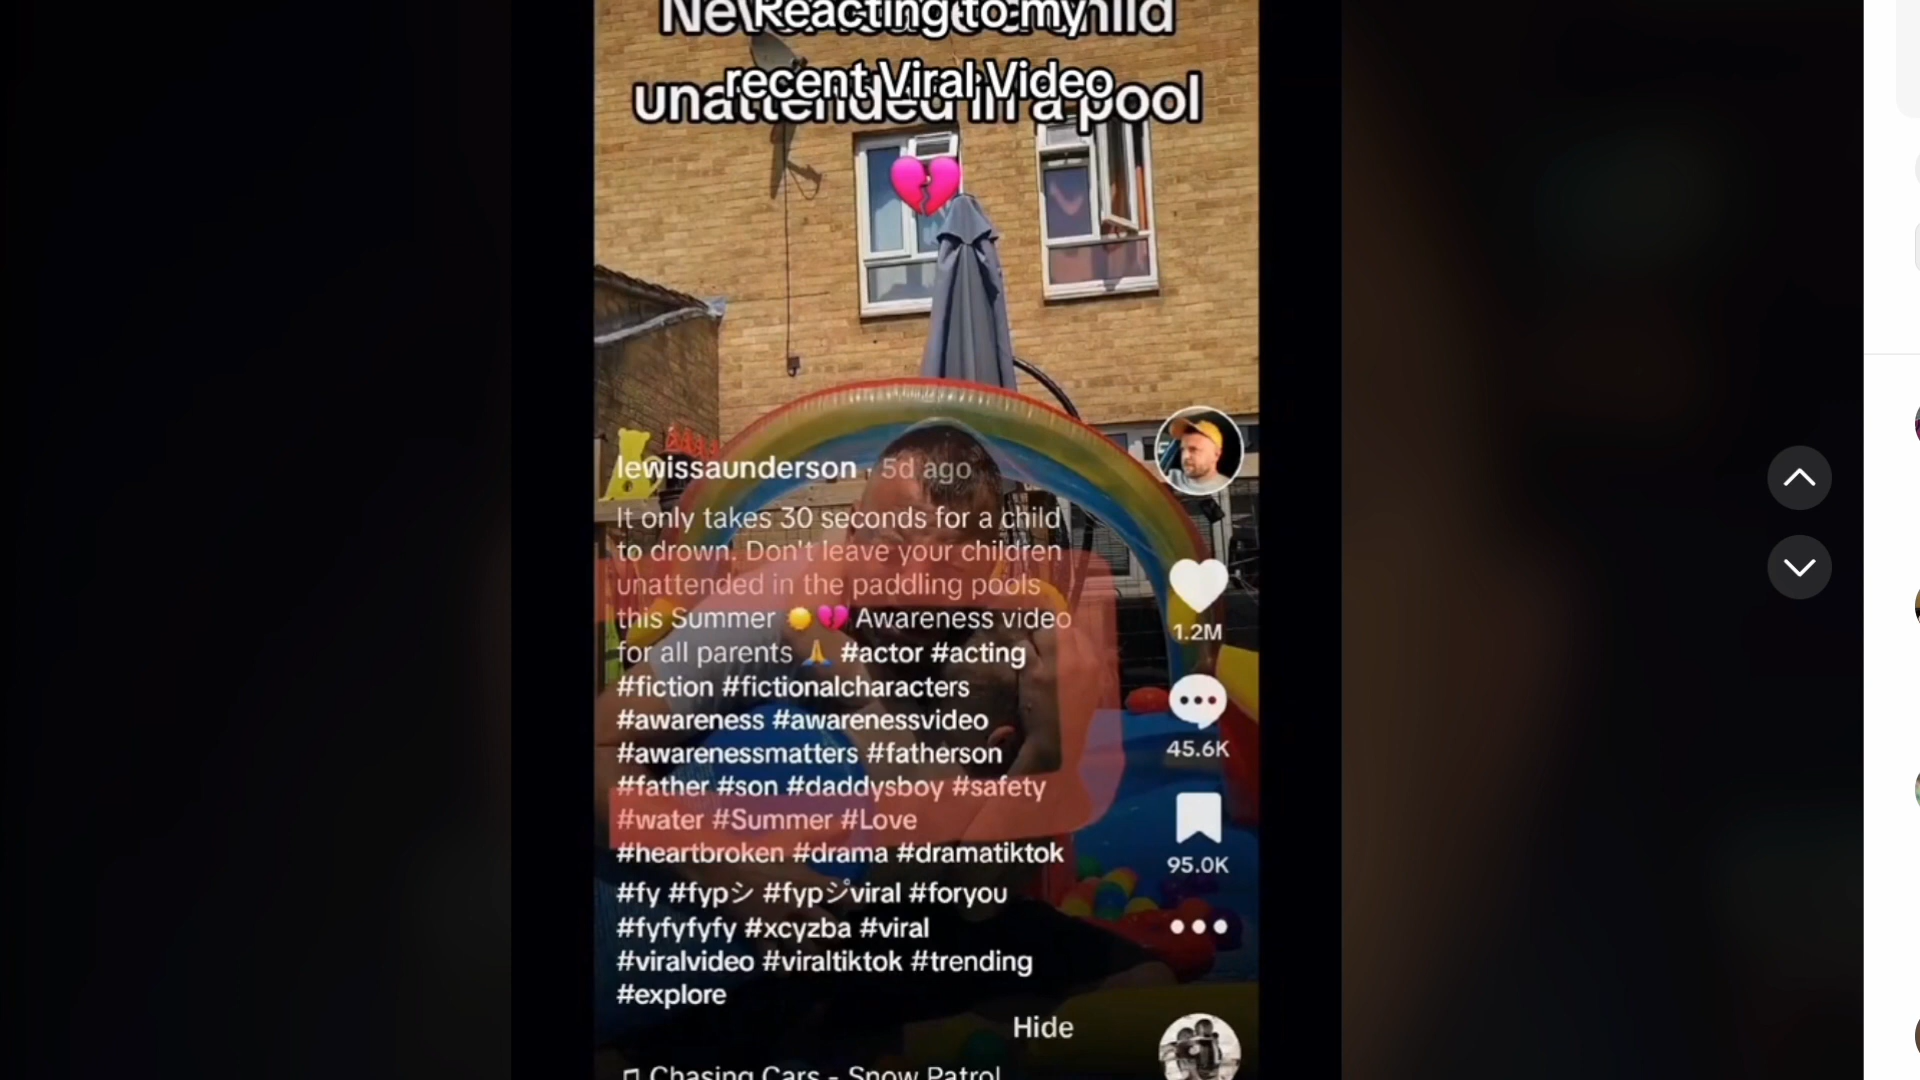 Reacting to my
recent Viral Video
unattended in a pool
lewissaunderson · 5d ago
It only takes 30 seconds for a child
to drown. Don't leave your children
unattended in the paddling pools
this Summer ☀️💔 Awareness video
for all parents 🙏 #actor #acting
#fiction #fictionalcharacters
#awareness #awarenessvideo
#awarenessmatters #fatherson
#father #son #daddysboy #safety
#water #Summer #Love
#heartbroken #drama #dramatiktok
#fy #fypシ #fypジviral #foryou
#fyfyfyfy #xcyzba #viral
#viralvideo #viraltiktok #trending
#explore
Hide
Chasing Cars - Snow Patrol
1.2M
45.6K
95.0K